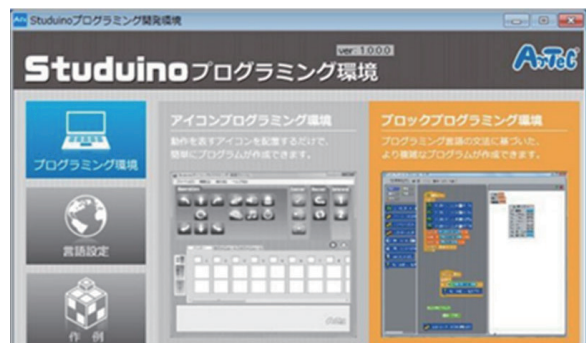 Studuinoプログラミング開発環境
ver: 1.0.0.0
Studuinoプログラミング環境
ArTeC
プログラミング環境
言語設定
作 例
アイコンプログラミング環境
動作を表すアイコンを配置するだけで、
簡単にプログラムが作成できます。
ブロックプログラミング環境
プログラミング言語の文法に基づいた、
より複雑なプログラムが作成できます。